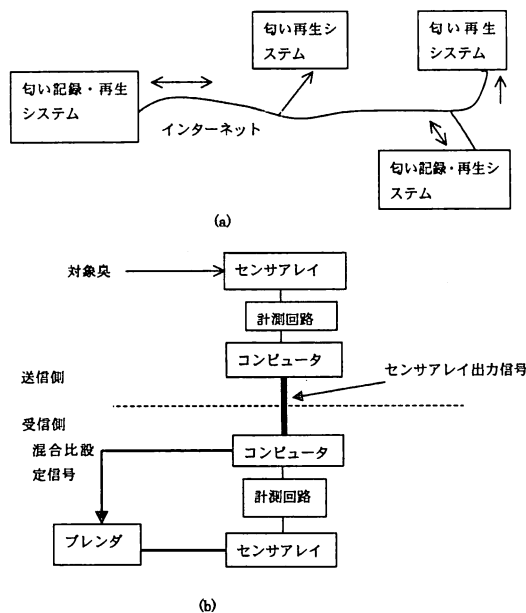 匂い再生シ
ステム
匂い再生
システム
匂い記録・再生
システム
インターネット
匂い記録・再生シ
ステム
(a)
対象臭
センサアレイ
計測回路
コンピュータ
送信側
センサアレイ出力信号
受信側
混合比設
定信号
コンピュータ
計測回路
ブレンダ
センサアレイ
(b)